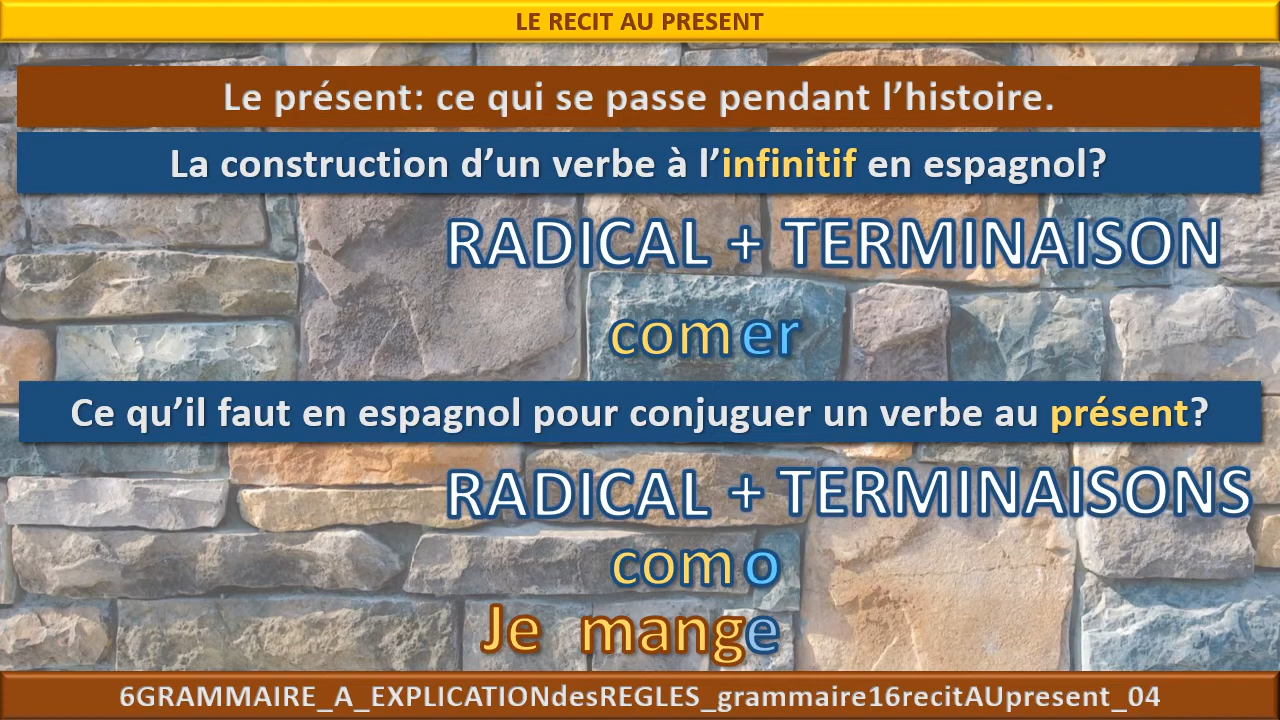 LE RECIT AU PRESENT
Le présent: ce qui se passe pendant l’histoire.
La construction d’un verbe à l’infinitif en espagnol?
RADICAL + TERMINAISON
comer
Ce qu’il faut en espagnol pour conjuguer un verbe au présent?
RADICAL + TERMINAISONS
como
Je mange
6GRAMMAIRE_A_EXPLICATIONdesREGLES_grammaire16recitAUpresent_04